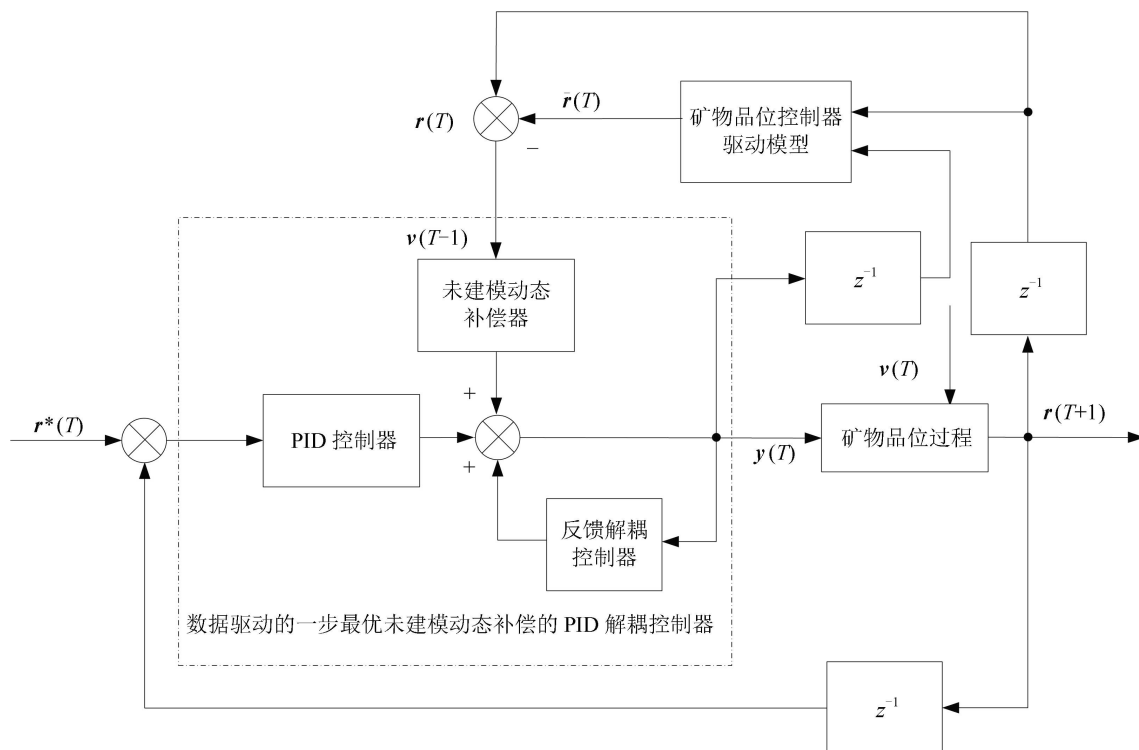 r̄(T)
r(T)
−
矿物品位控制器
驱动模型
v(T−1)
未建模动态
补偿器
z⁻¹
z⁻¹
v(T)
+
r*(T)
PID 控制器
+
y(T)
矿物品位过程
r(T+1)
反馈解耦
控制器
数据驱动的一步最优未建模动态补偿的 PID 解耦控制器
z⁻¹